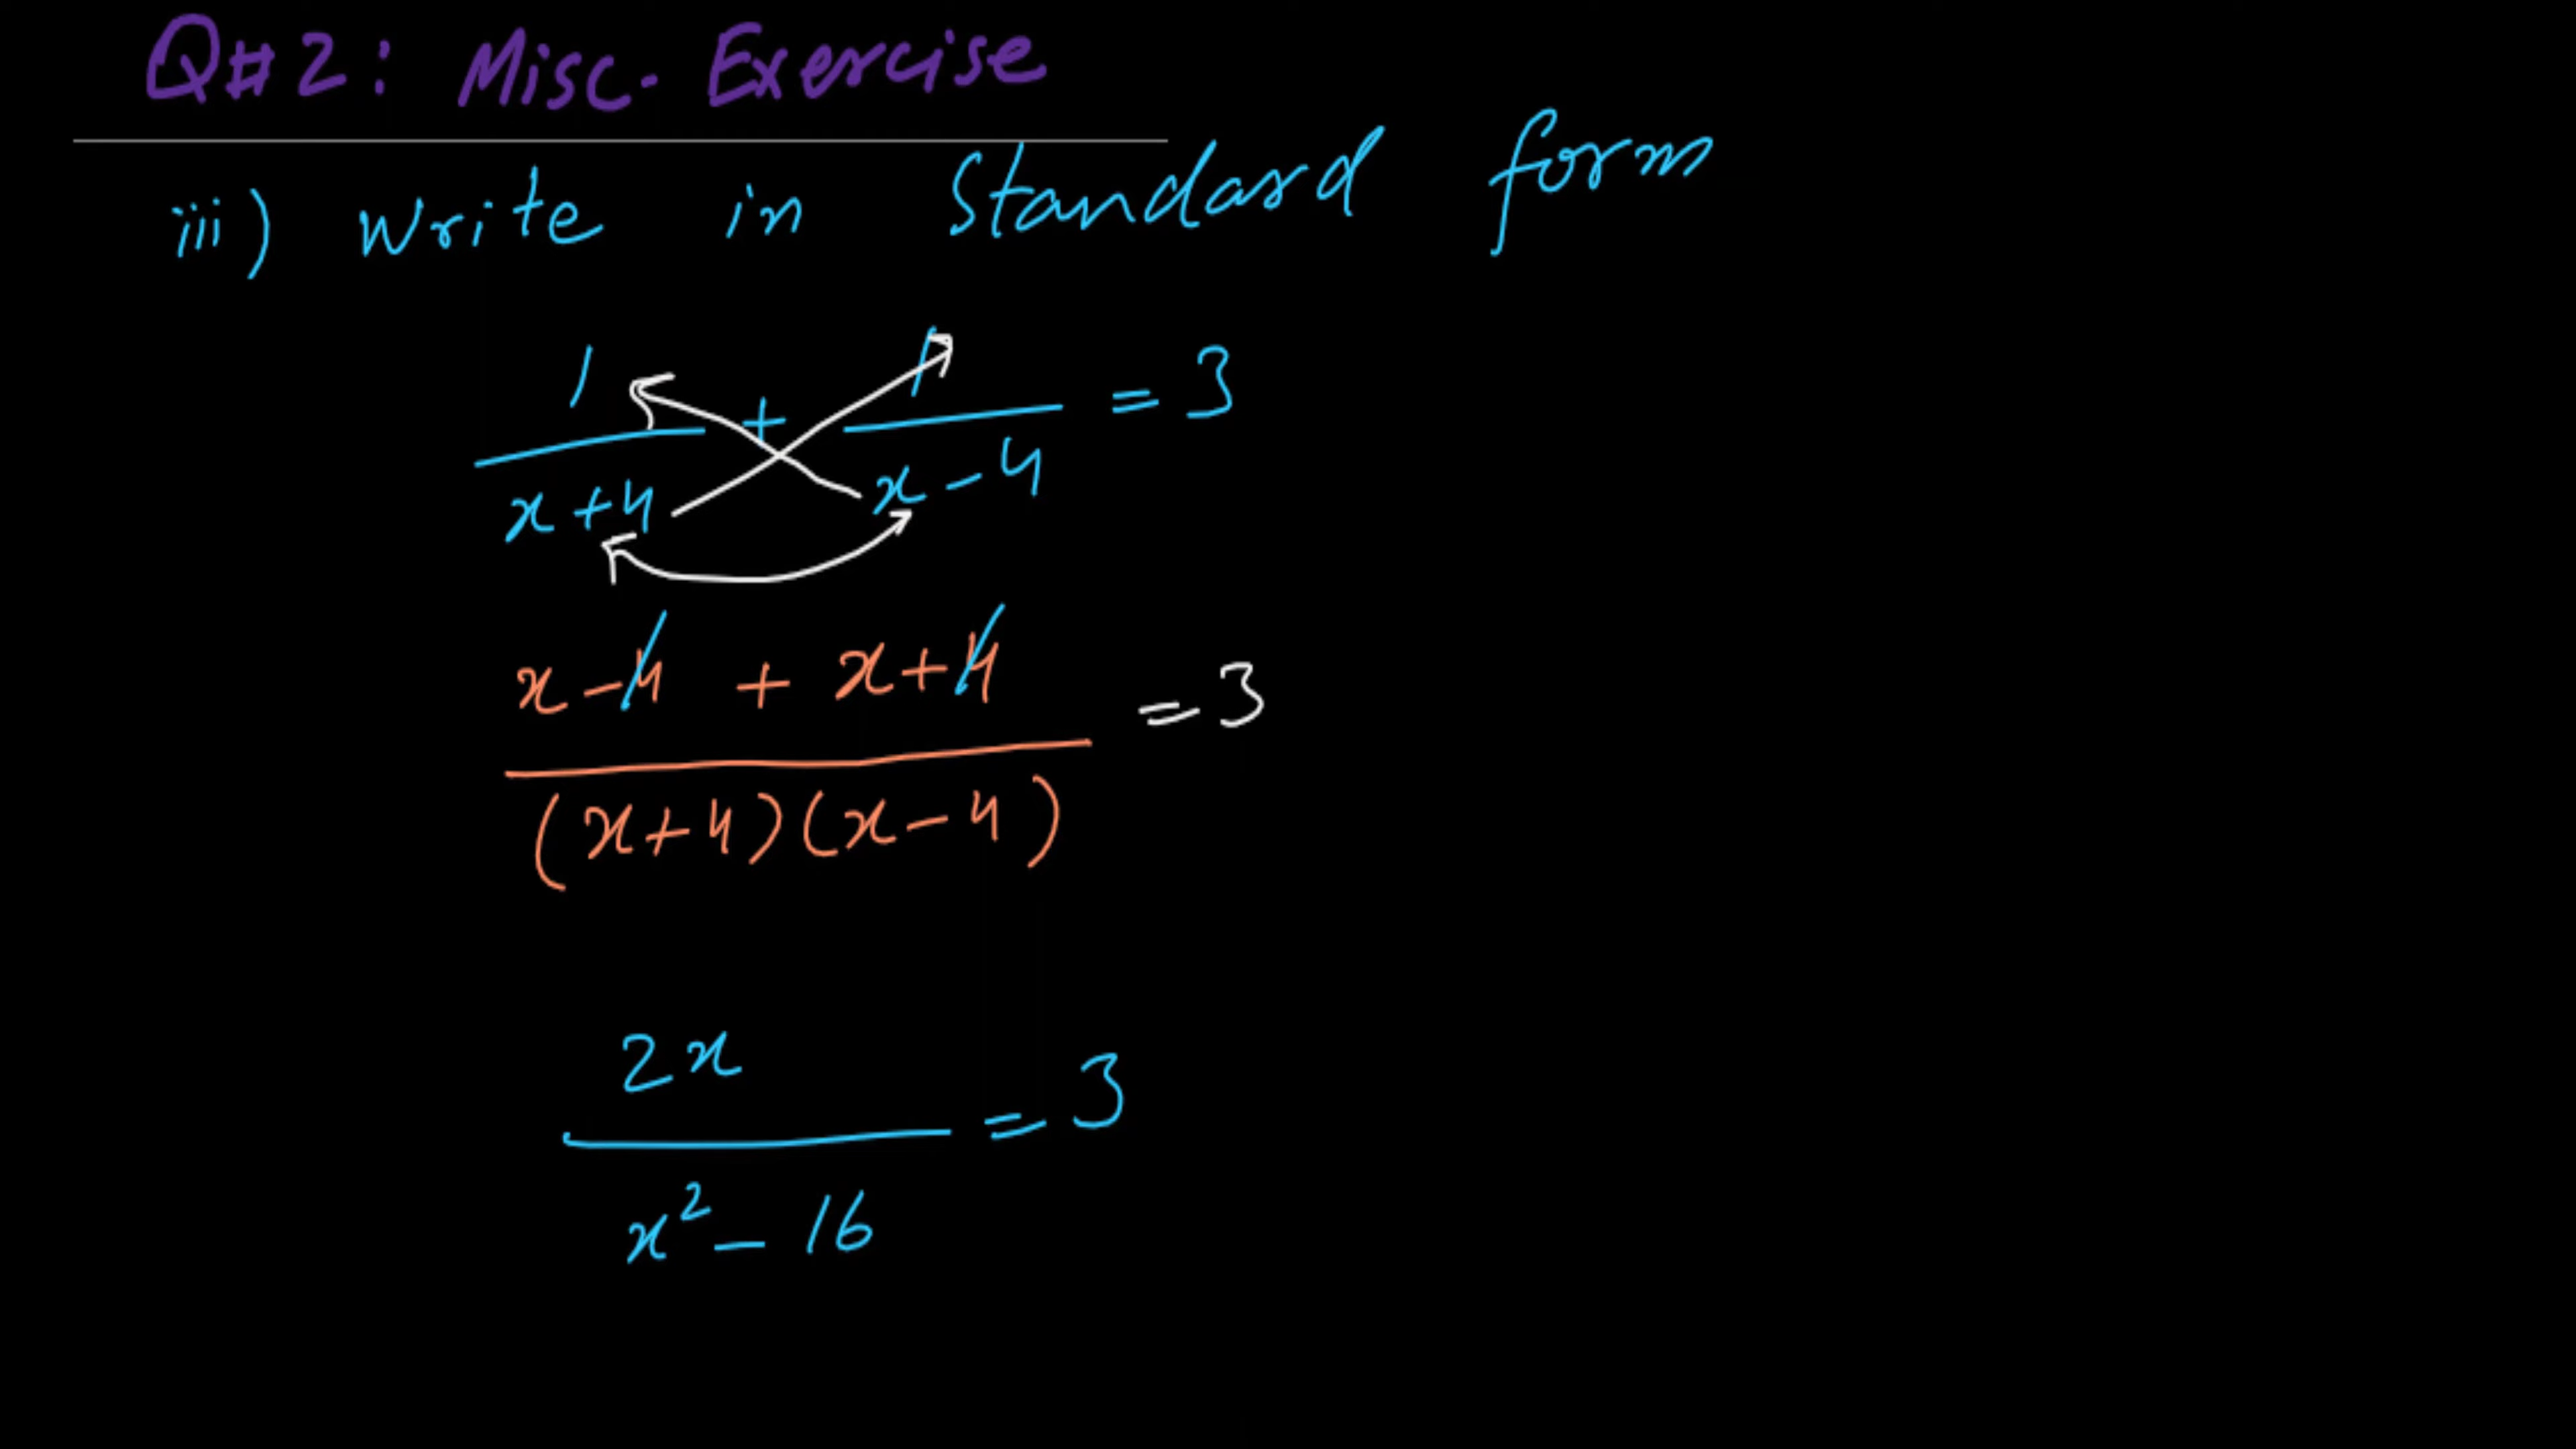 Q#2: Misc. Exercise
iii) Write in Standard form
1/(x+4) + 1/(x-4) = 3
(x-4 + x+4)/((x+4)(x-4)) = 3
2x/(x²-16) = 3